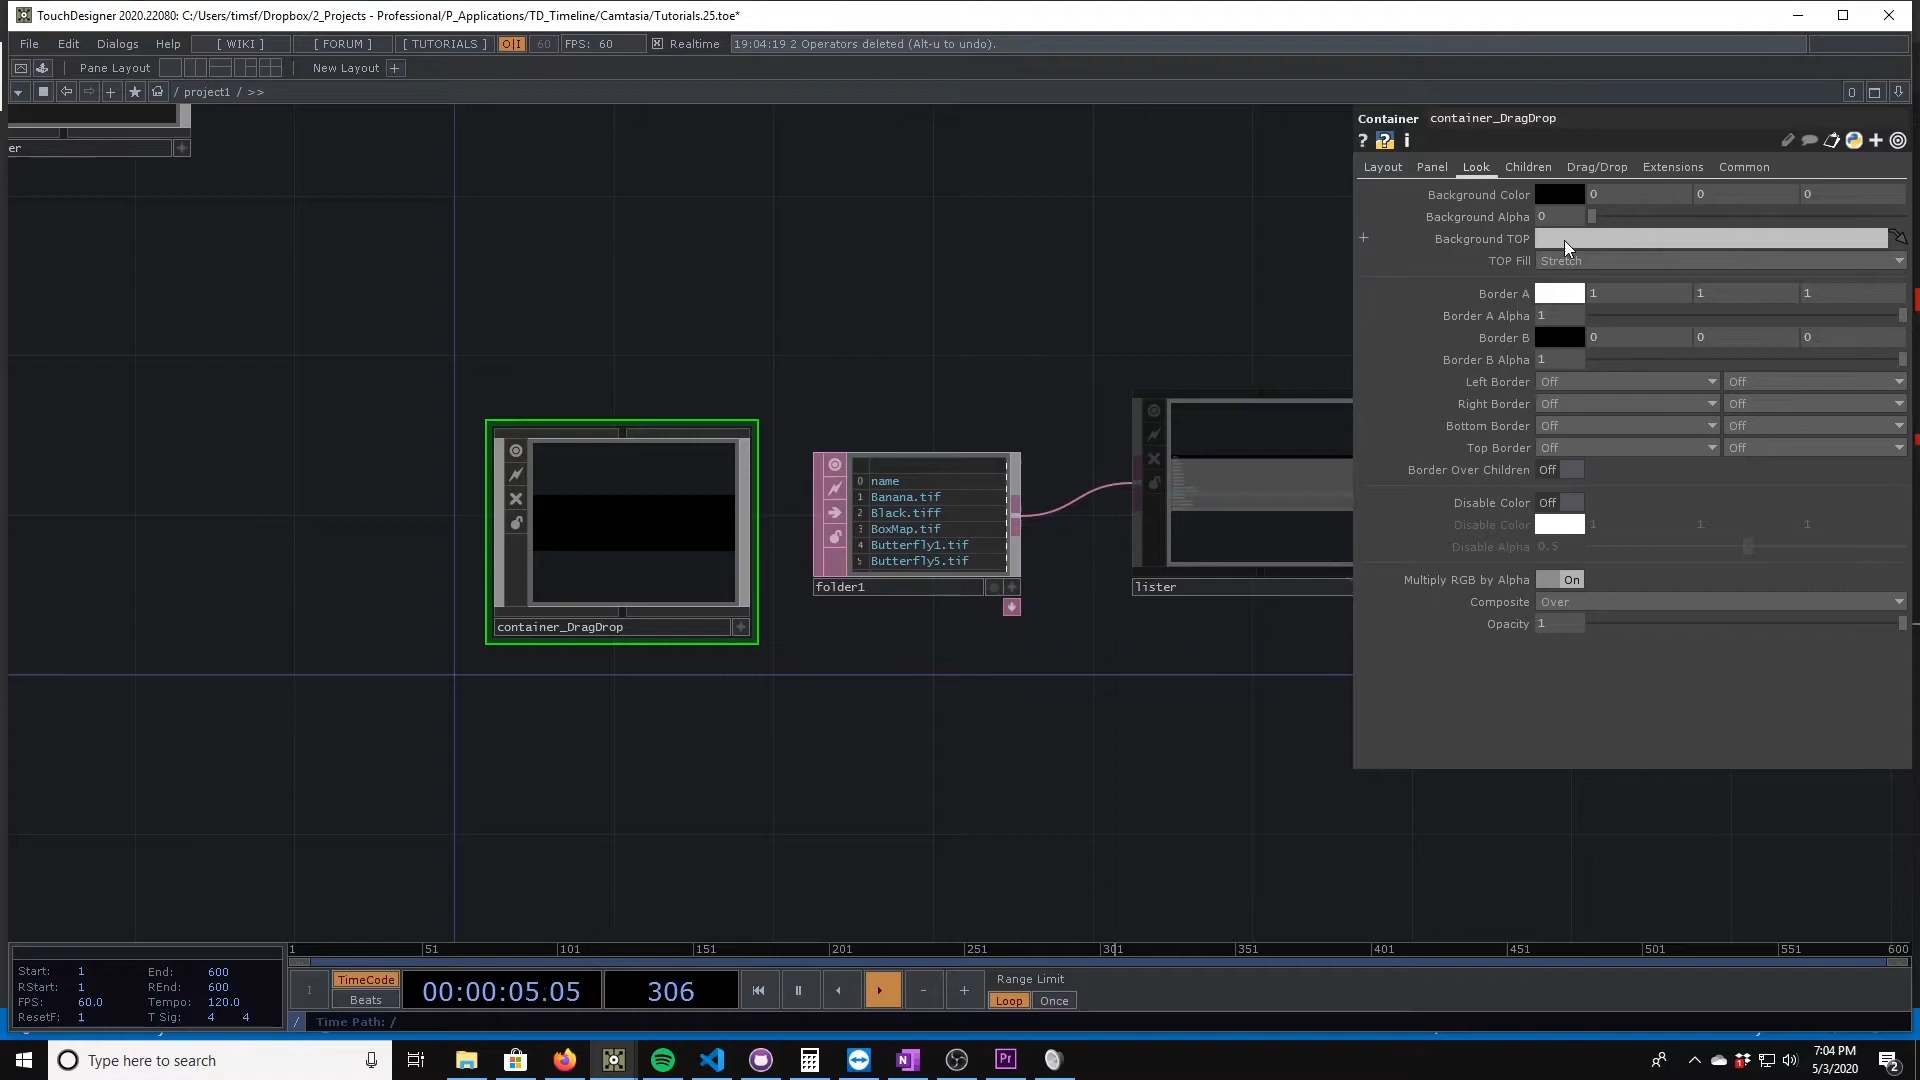 TouchDesigner 2020.22080: C:/Users/timsf/Dropbox/2_Projects - Professional/P_Applications/TD_Timeline/Camtasia/Tutorials.25.toe*
File Edit Dialogs Help [ WIKI ] [ FORUM ] [ TUTORIALS ] O|I 60 FPS: 60 Realtime 19:04:19 2 Operators deleted (Alt-u to undo).
Pane Layout New Layout +
/ project1 / >> 0
er
Container container_DragDrop
? ? i
Layout Panel Look Children Drag/Drop Extensions Common
Background Color 0 0 0
Background Alpha 0
+ Background TOP
TOP Fill Stretch
Border A 1 1 1
Border A Alpha 1
Border B 0 0 0
Border B Alpha 1
Left Border Off Off
Right Border Off Off
Bottom Border Off Off
Top Border Off Off
Border Over Children Off
Disable Color Off
Disable Color 1 1 1
Disable Alpha 0.5
Multiply RGB by Alpha On
Composite Over
Opacity 1
container_DragDrop
0 name
1 Banana.tif
2 Black.tiff
3 BoxMap.tif
4 Butterfly1.tif
5 Butterfly5.tif
folder1
lister
1 51 101 151 201 251 301 351 401 451 501 551 600
Start: 1 End: 600
RStart: 1 REnd: 600
FPS: 60.0 Tempo: 120.0
ResetF: 1 T Sig: 4 4
TimeCode
Beats
00:00:05.05 306
Range Limit
Loop Once
/ Time Path: /
Type here to search
Pr
7:04 PM
5/3/2020
2